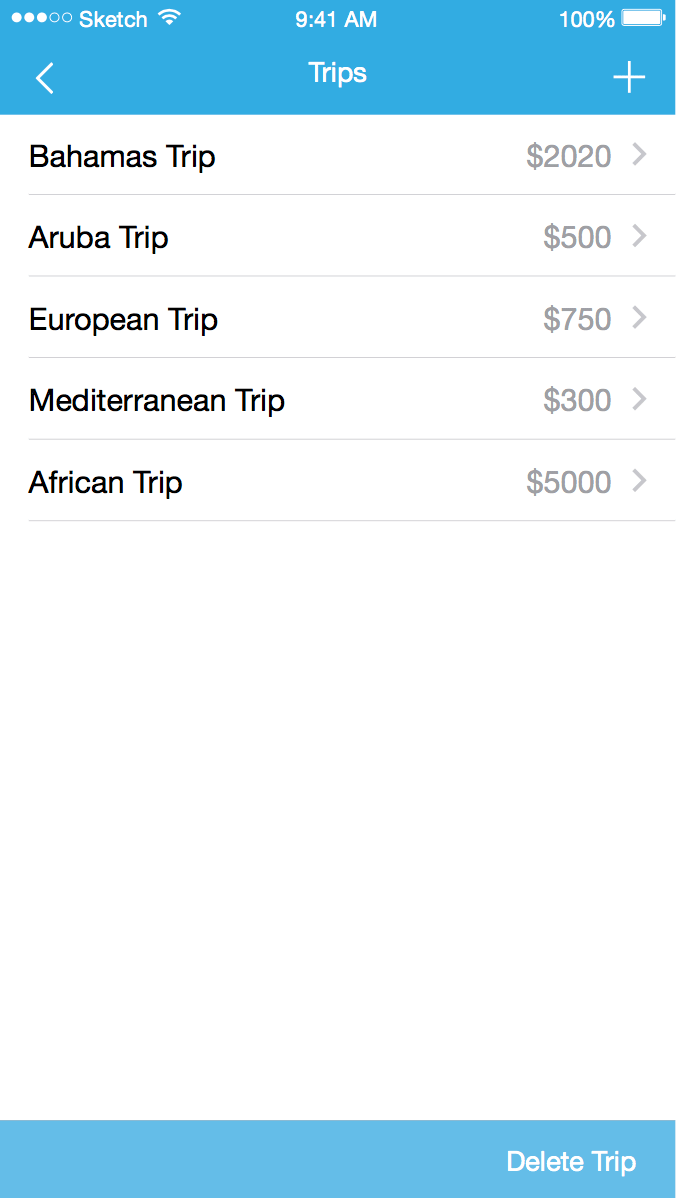 Sketch 9:41 AM 100%
Trips
Bahamas Trip $2020
Aruba Trip $500
European Trip $750
Mediterranean Trip $300
African Trip $5000
Delete Trip